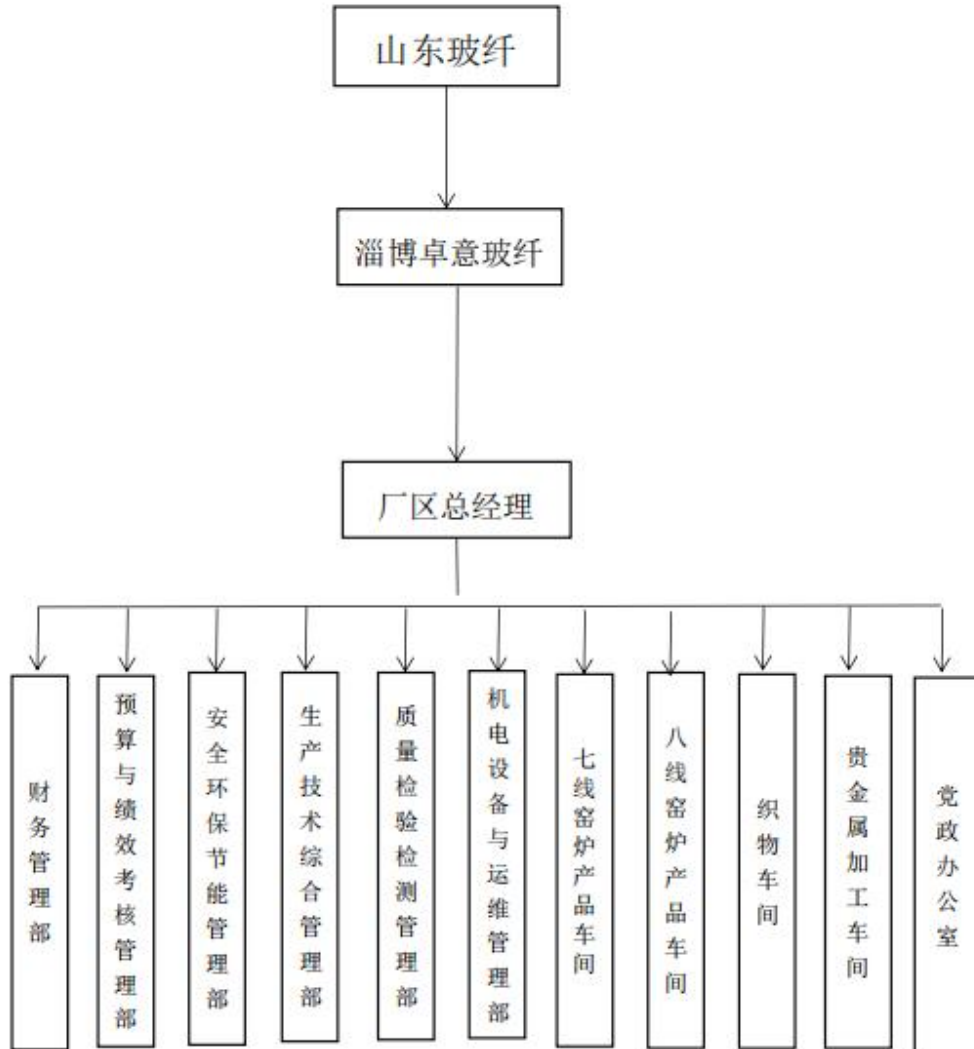 山东玻纤
淄博卓意玻纤
厂区总经理
财务管理部
预算与绩效考核管理部
安全环保节能管理部
生产技术综合管理部
质量检验检测管理部
机电设备与运维管理部
七线窑炉产品车间
八线窑炉产品车间
织物车间
贵金属加工车间
党政办公室